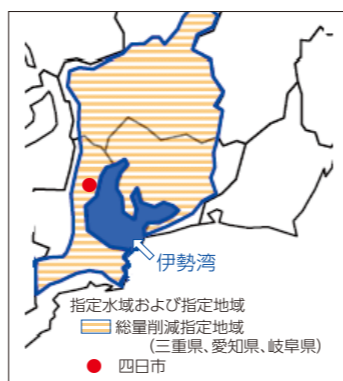 伊勢湾
指定水域および指定地域
総量削減指定地域
(三重県、愛知県、岐阜県)
四日市